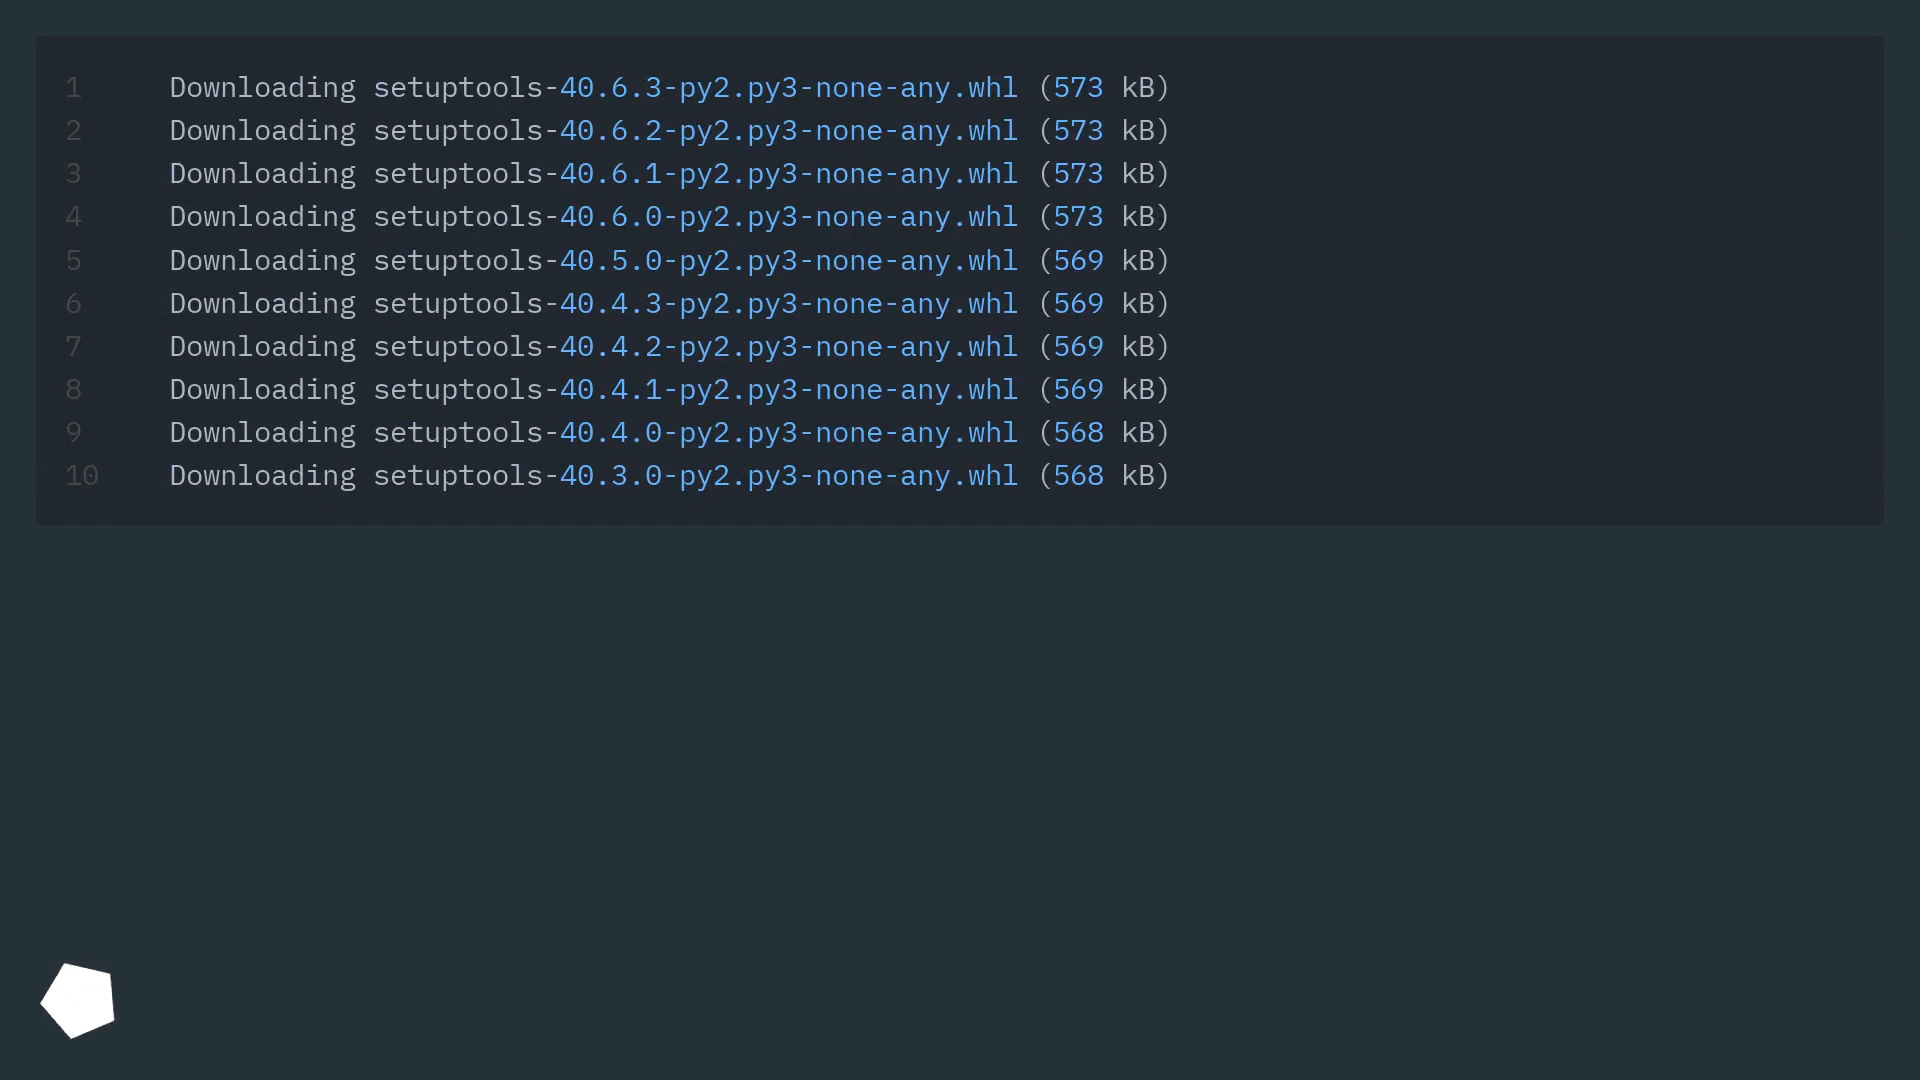 1 Downloading setuptools-40.6.3-py2.py3-none-any.whl (573 kB)
2 Downloading setuptools-40.6.2-py2.py3-none-any.whl (573 kB)
3 Downloading setuptools-40.6.1-py2.py3-none-any.whl (573 kB)
4 Downloading setuptools-40.6.0-py2.py3-none-any.whl (573 kB)
5 Downloading setuptools-40.5.0-py2.py3-none-any.whl (569 kB)
6 Downloading setuptools-40.4.3-py2.py3-none-any.whl (569 kB)
7 Downloading setuptools-40.4.2-py2.py3-none-any.whl (569 kB)
8 Downloading setuptools-40.4.1-py2.py3-none-any.whl (569 kB)
9 Downloading setuptools-40.4.0-py2.py3-none-any.whl (568 kB)
10 Downloading setuptools-40.3.0-py2.py3-none-any.whl (568 kB)